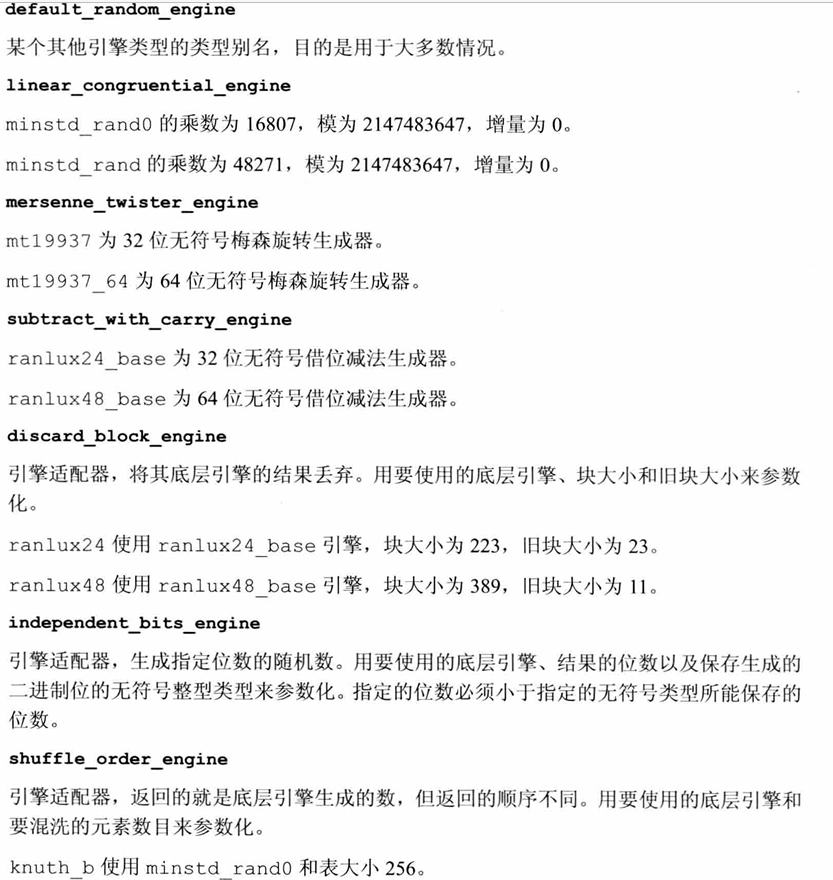 default_random_engine
某个其他引擎类型的类型别名，目的是用于大多数情况。
linear_congruential_engine
minstd_rand0 的乘数为 16807，模为 2147483647，增量为 0。
minstd_rand 的乘数为 48271，模为 2147483647，增量为 0。
mersenne_twister_engine
mt19937 为 32 位无符号梅森旋转生成器。
mt19937_64 为 64 位无符号梅森旋转生成器。
subtract_with_carry_engine
ranlux24_base 为 32 位无符号借位减法生成器。
ranlux48_base 为 64 位无符号借位减法生成器。
discard_block_engine
引擎适配器，将其底层引擎的结果丢弃。用要使用的底层引擎、块大小和旧块大小来参数
化。
ranlux24 使用 ranlux24_base 引擎，块大小为 223，旧块大小为 23。
ranlux48 使用 ranlux48_base 引擎，块大小为 389，旧块大小为 11。
independent_bits_engine
引擎适配器，生成指定位数的随机数。用要使用的底层引擎、结果的位数以及保存生成的
二进制位的无符号整型类型来参数化。指定的位数必须小于指定的无符号类型所能保存的
位数。
shuffle_order_engine
引擎适配器，返回的就是底层引擎生成的数，但返回的顺序不同。用要使用的底层引擎和
要混洗的元素数目来参数化。
knuth_b 使用 minstd_rand0 和表大小 256。